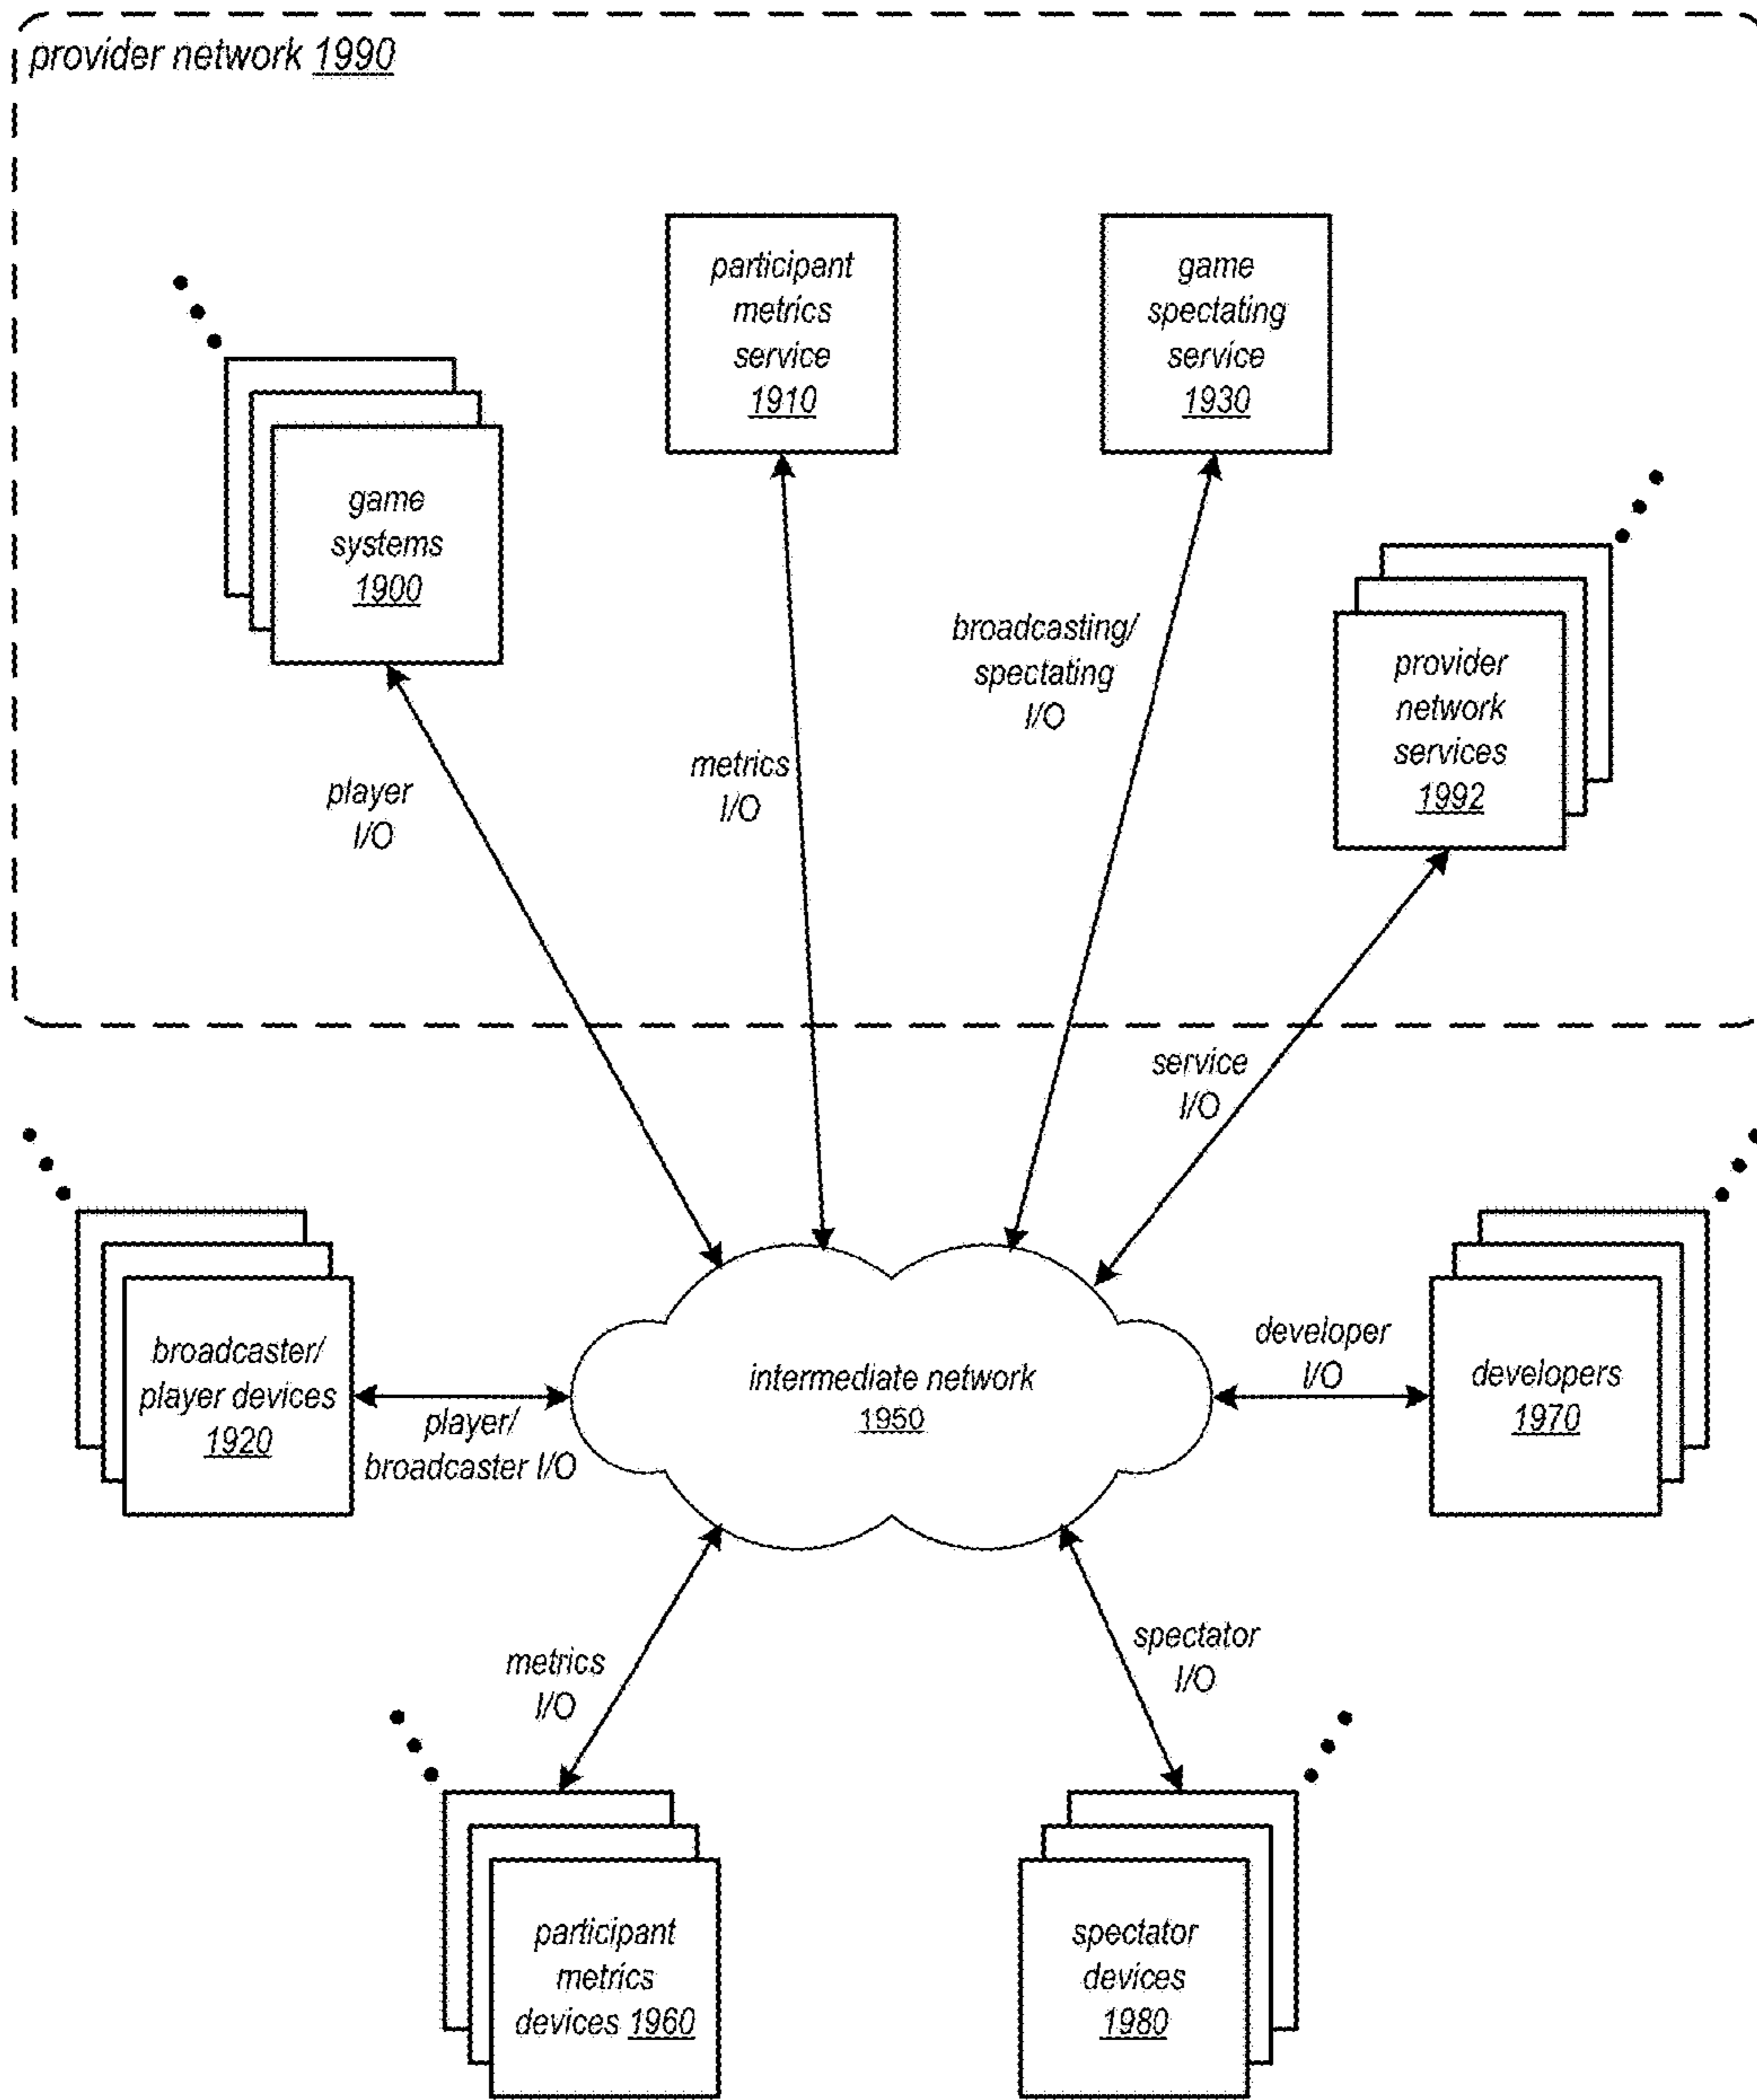 provider network 1990
participant
metrics
service
1910
game
spectating
service
1930
game
systems
1900
broadcasting/
spectating
I/O
provider
network
services
1992
metrics
I/O
player
I/O
service
I/O
broadcaster/
player devices
1920
player/
broadcaster I/O
intermediate network
1950
developer
I/O
developers
1970
metrics
I/O
spectator
I/O
participant
metrics
devices 1960
spectator
devices
1980